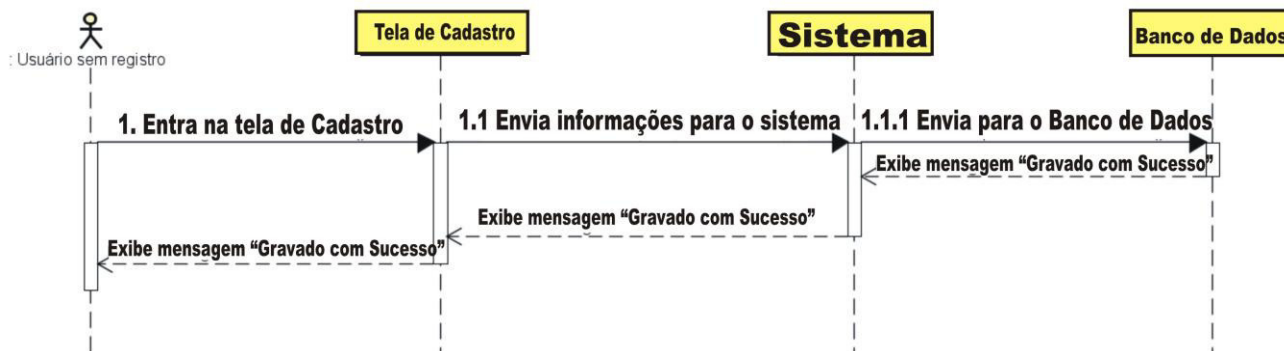 : Usuário sem registro
Tela de Cadastro
Sistema
Banco de Dados
1. Entra na tela de Cadastro
1.1 Envia informações para o sistema
1.1.1 Envia para o Banco de Dados
Exibe mensagem “Gravado com Sucesso”
Exibe mensagem “Gravado com Sucesso”
Exibe mensagem “Gravado com Sucesso”